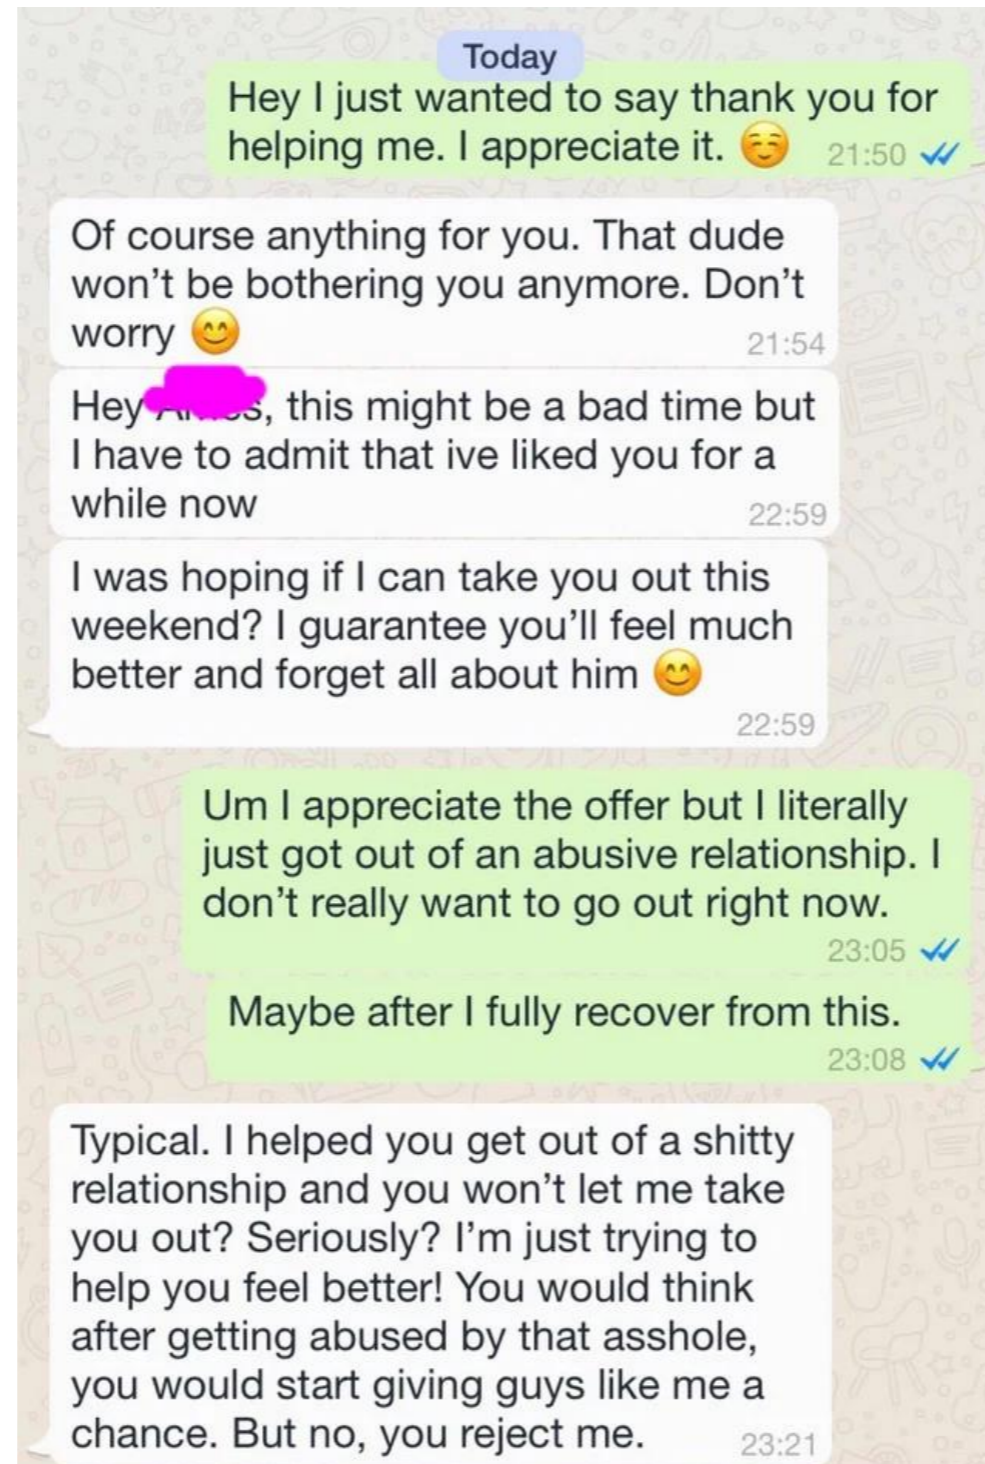 Today
Hey I just wanted to say thank you for
helping me. I appreciate it. ☺️ 21:50
Of course anything for you. That dude
won’t be bothering you anymore. Don’t
worry 😊 21:54
Hey , this might be a bad time but
I have to admit that ive liked you for a
while now 22:59
I was hoping if I can take you out this
weekend? I guarantee you’ll feel much
better and forget all about him 😊
22:59
Um I appreciate the offer but I literally
just got out of an abusive relationship. I
don’t really want to go out right now.
23:05
Maybe after I fully recover from this.
23:08
Typical. I helped you get out of a shitty
relationship and you won’t let me take
you out? Seriously? I’m just trying to
help you feel better! You would think
after getting abused by that asshole,
you would start giving guys like me a
chance. But no, you reject me. 23:21